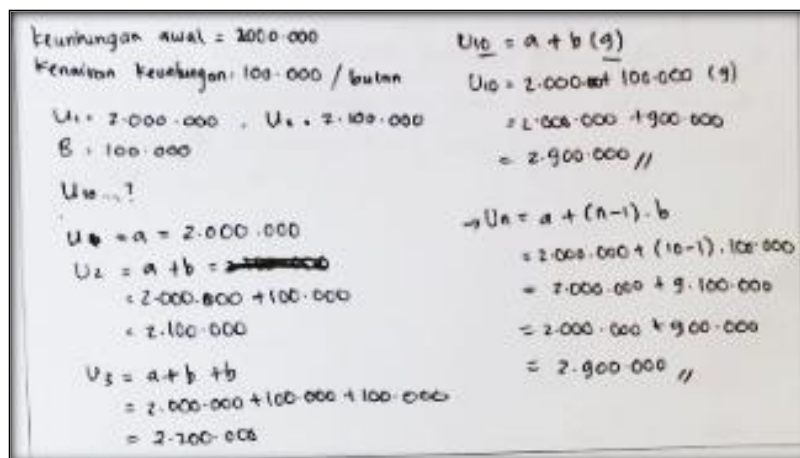 keuntungan awal = 2000.000
kenaikan keuntungan: 100.000 / bulan
U₁ = 2.000.000 , U₂ = 2.100.000
B = 100.000
U₁₀ ...?
= a = 2.000.000
U₂ = a + b =
= 2.000.000 + 100.000
= 2.100.000
U₃ = a + b + b
= 2.000.000 + 100.000 + 100.000
= 2.200.000
U₁₀ = a + b (9)
U₁₀ = 2.000.000 + 100.000 (9)
= 2.000.000 + 900.000
= 2.900.000 //
→ Un = a + (n-1) . b
= 2.000.000 + (10-1) . 100.000
= 2.000.000 + 9.100.000
= 2.000.000 + 900.000
= 2.900.000 //